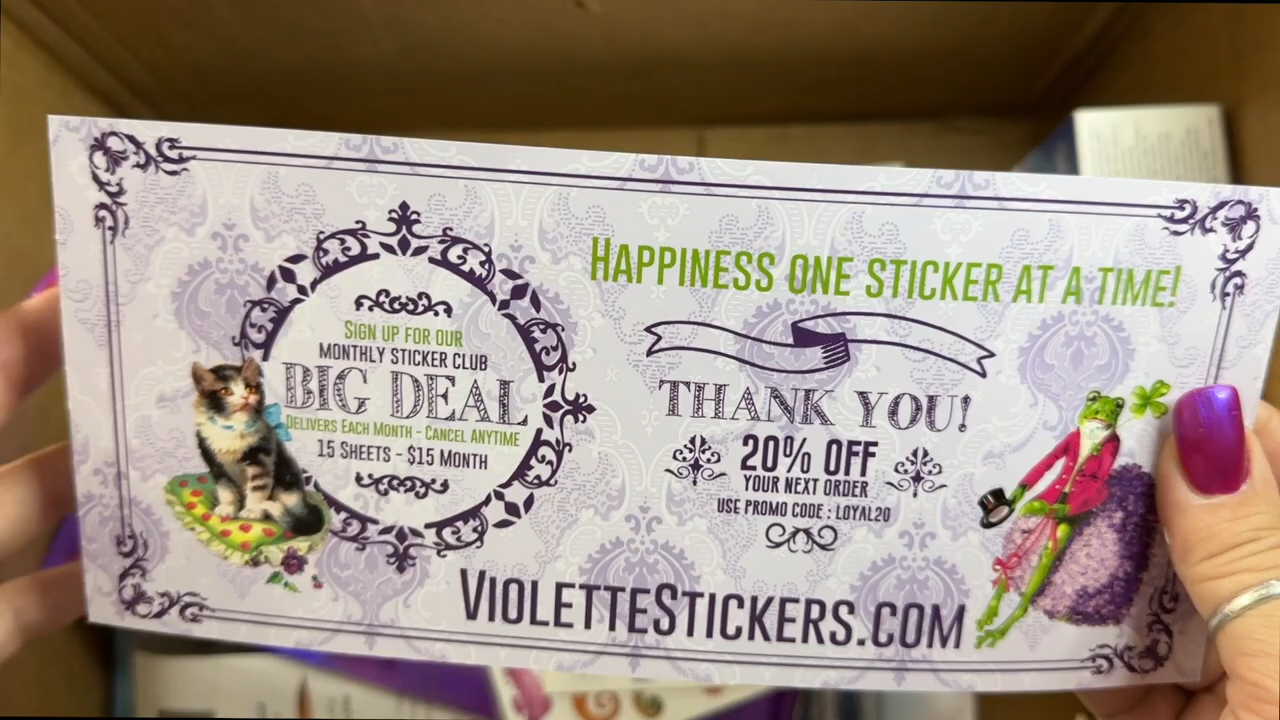 HAPPINESS ONE STICKER AT A TIME!
SIGN UP FOR OUR
MONTHLY STICKER CLUB
BIG DEAL
DELIVERS EACH MONTH - CANCEL ANYTIME
15 SHEETS - $15 MONTH
THANK YOU!
20% OFF
YOUR NEXT ORDER
USE PROMO CODE : LOYAL20
VIOLETTESTICKERS.COM